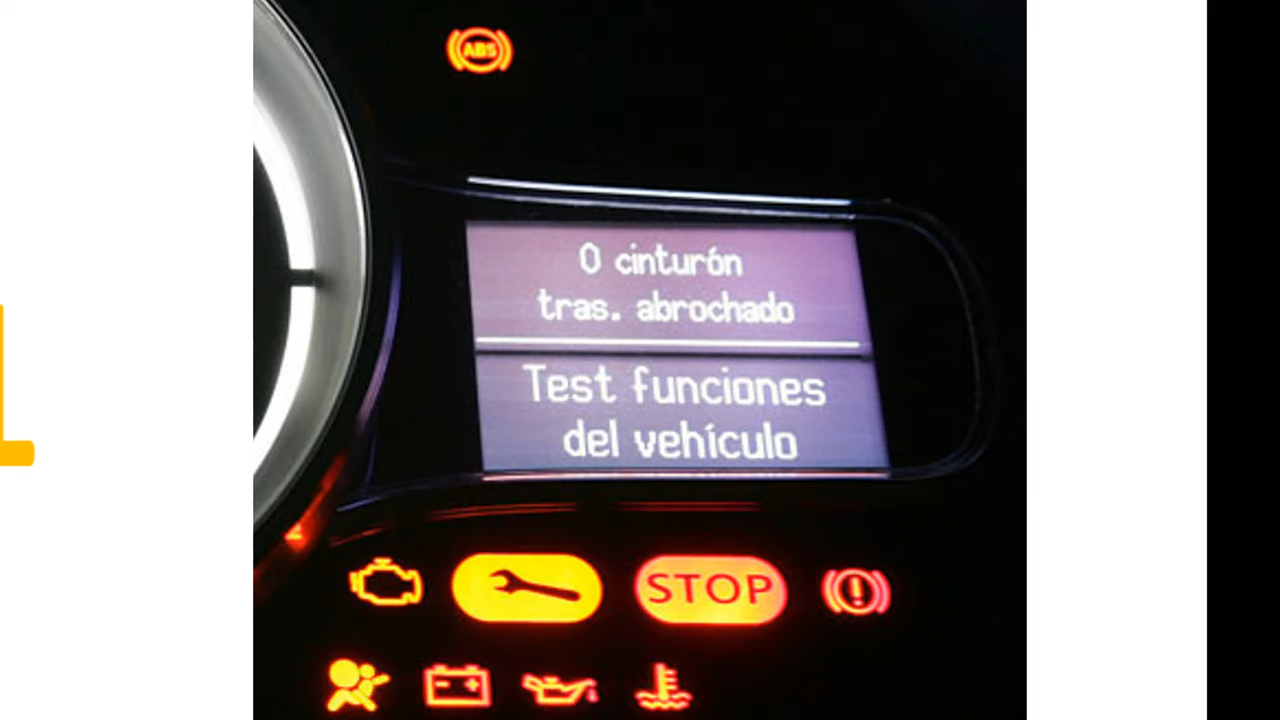 ABS
0 cinturón
tras. abrochado
Test funciones
del vehículo
STOP